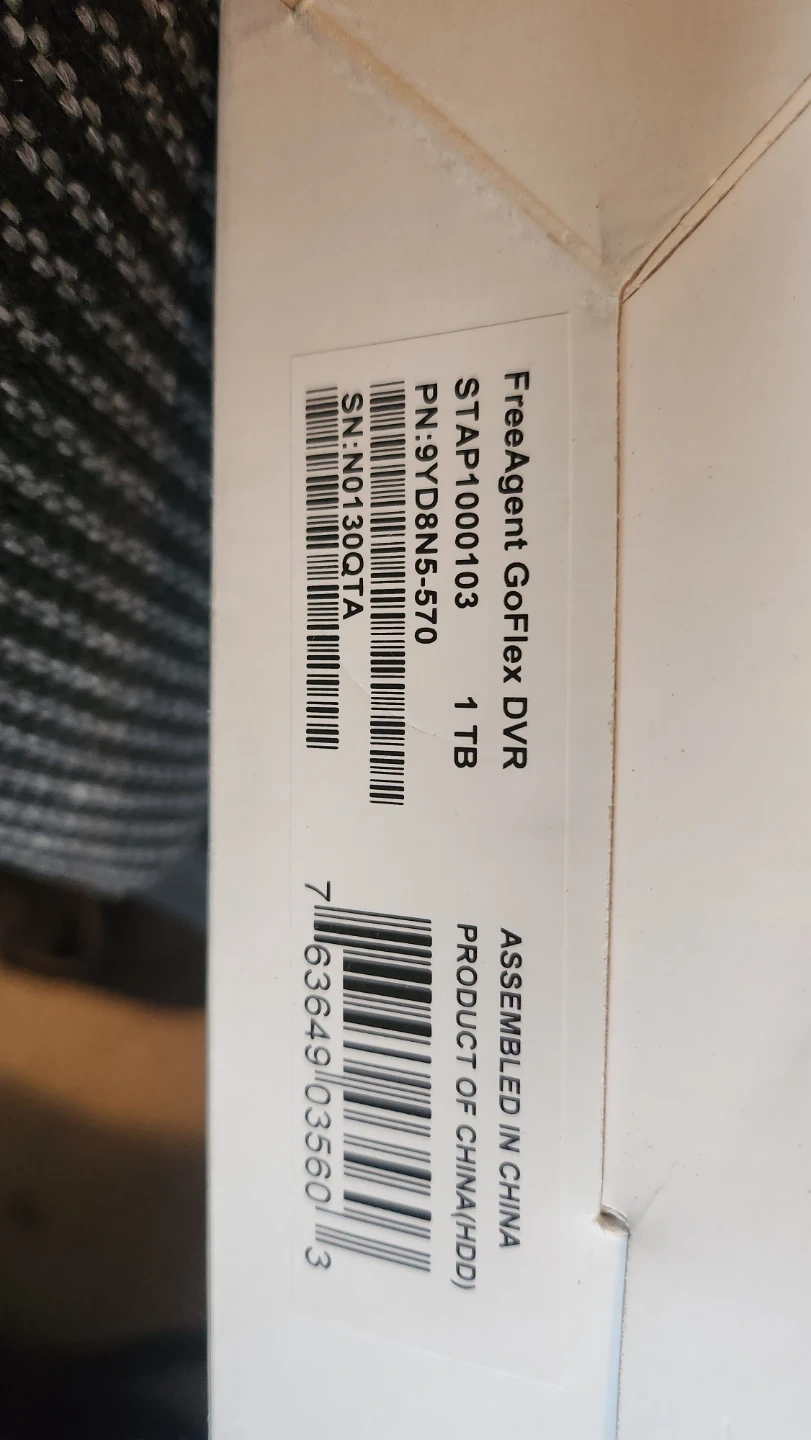 FreeAgent GoFlex DVR
STAP1000103 1 TB
PN:9YD8N5-570
SN:N0130QTA
ASSEMBLED IN CHINA
PRODUCT OF CHINA(HDD)
7 63649 03560 3